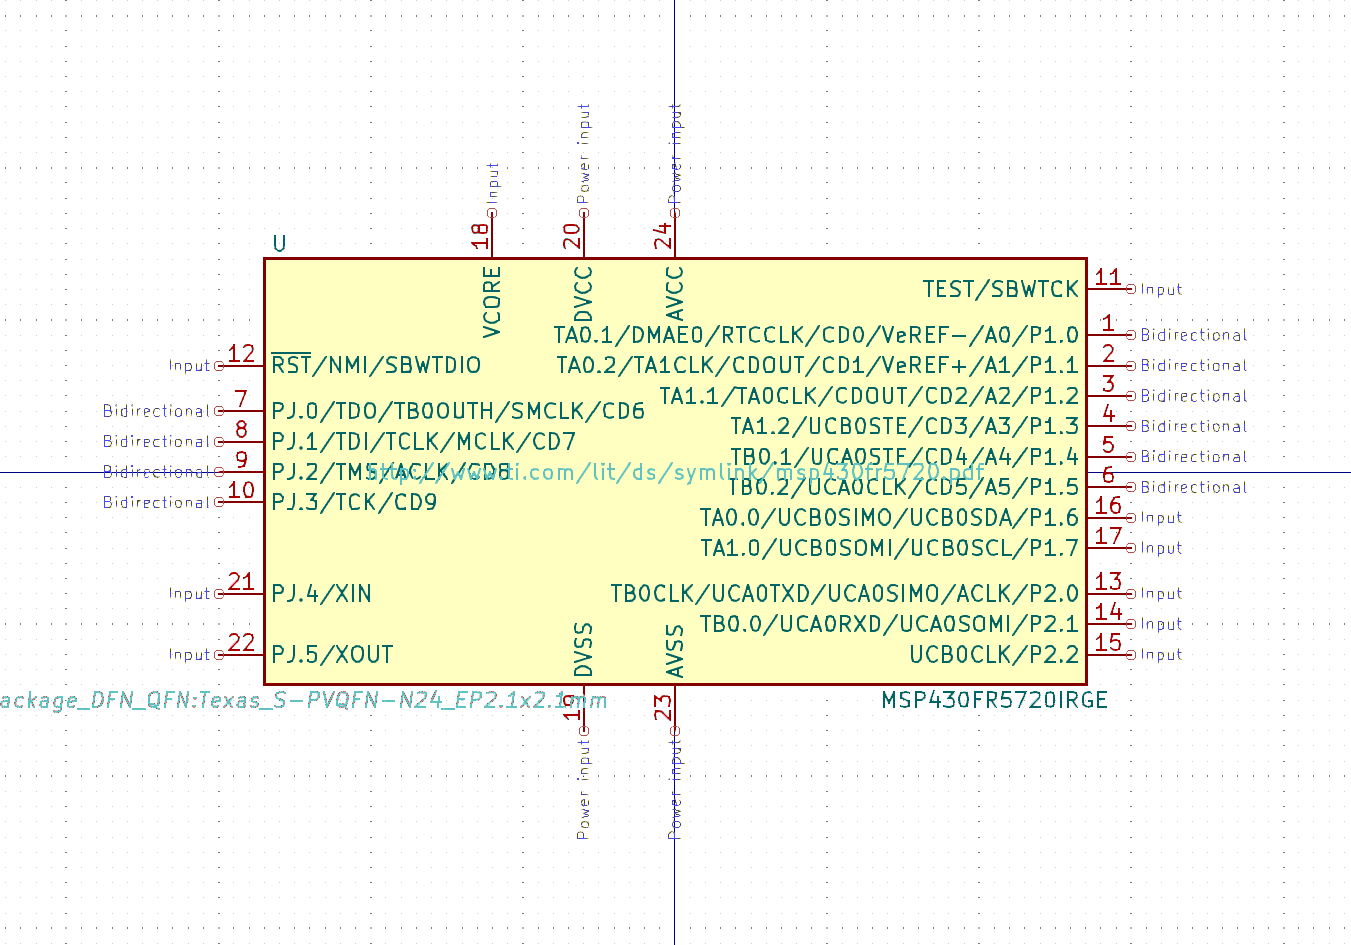 Power input
Power input
Input
18
20
24
U
VCORE
DVCC
AVCC
TEST/SBWTCK 11 Input
TA0.1/DMAE0/RTCCLK/CD0/VeREF-/A0/P1.0 1 Bidirectional
Input 12 RST/NMI/SBWTDIO TA0.2/TA1CLK/CDOUT/CD1/VeREF+/A1/P1.1 2 Bidirectional
TA1.1/TA0CLK/CDOUT/CD2/A2/P1.2 3 Bidirectional
Bidirectional 7 PJ.0/TDO/TB0OUTH/SMCLK/CD6
TA1.2/UCB0STE/CD3/A3/P1.3 4 Bidirectional
Bidirectional 8 PJ.1/TDI/TCLK/MCLK/CD7
TB0.1/UCA0STE/CD4/A4/P1.4 5 Bidirectional
Bidirectional 9 PJ.2/TMS/ACLK/CD8
http://www.ti.com/lit/ds/symlink/msp430fr5720.pdf
TB0.2/UCA0CLK/CD5/A5/P1.5 6 Bidirectional
Bidirectional 10 PJ.3/TCK/CD9
TA0.0/UCB0SIMO/UCB0SDA/P1.6 16 Input
TA1.0/UCB0SOMI/UCB0SCL/P1.7 17 Input
Input 21 PJ.4/XIN TB0CLK/UCA0TXD/UCA0SIMO/ACLK/P2.0 13 Input
TB0.0/UCA0RXD/UCA0SOMI/P2.1 14 Input
Input 22 PJ.5/XOUT UCB0CLK/P2.2 15 Input
DVSS
AVSS
ackage_DFN_QFN:Texas_S-PVQFN-N24_EP2.1x2.1mm
MSP430FR5720IRGE
19
23
Power input
Power input